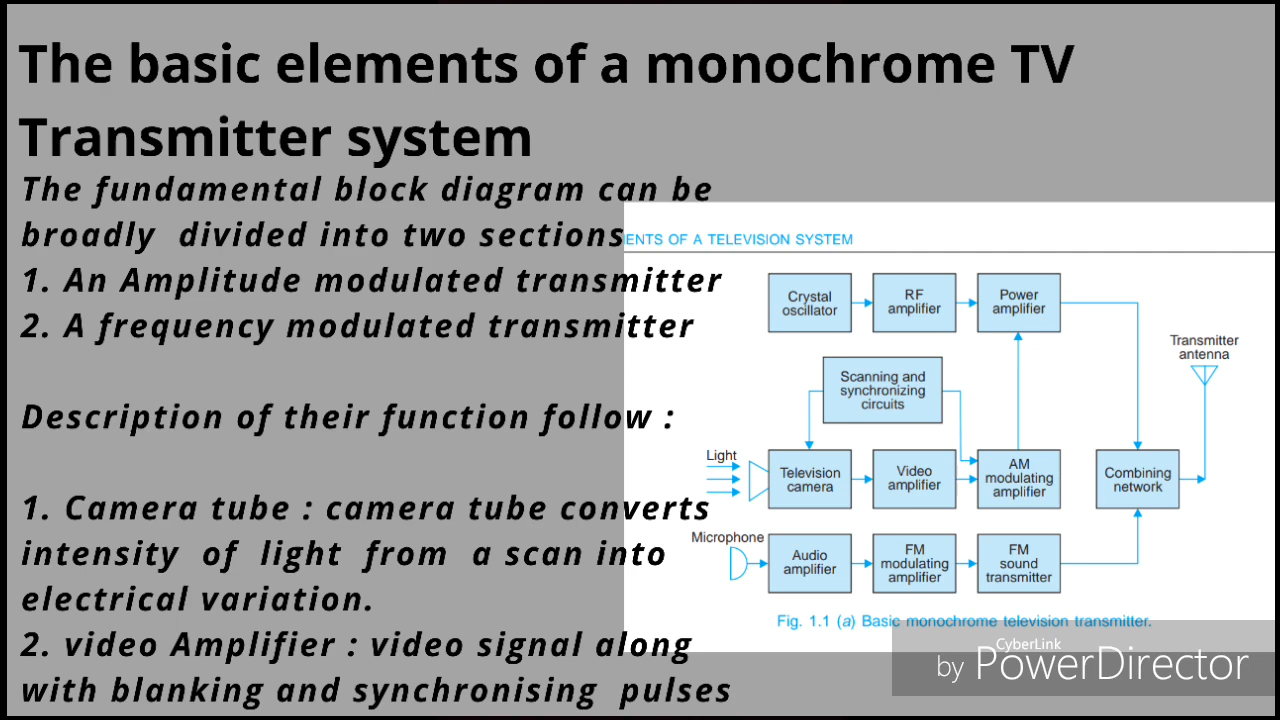 The basic elements of a monochrome TV
Transmitter system
The fundamental block diagram can be
broadly divided into two sections
1. An Amplitude modulated transmitter
2. A frequency modulated transmitter
Description of their function follow :
1. Camera tube : camera tube converts
intensity of light from a scan into
electrical variation.
2. video Amplifier : video signal along
with blanking and synchronising pulses
ENTS OF A TELEVISION SYSTEM
Crystal
oscillator
RF
amplifier
Power
amplifier
Transmitter
antenna
Scanning and
synchronizing
circuits
Light
Television
camera
Video
amplifier
AM
modulating
amplifier
Combining
network
Microphone
Audio
amplifier
FM
modulating
amplifier
FM
sound
transmitter
Fig. 1.1 (a) Basic monochrome television transmitter.
CyberLink
by PowerDirector